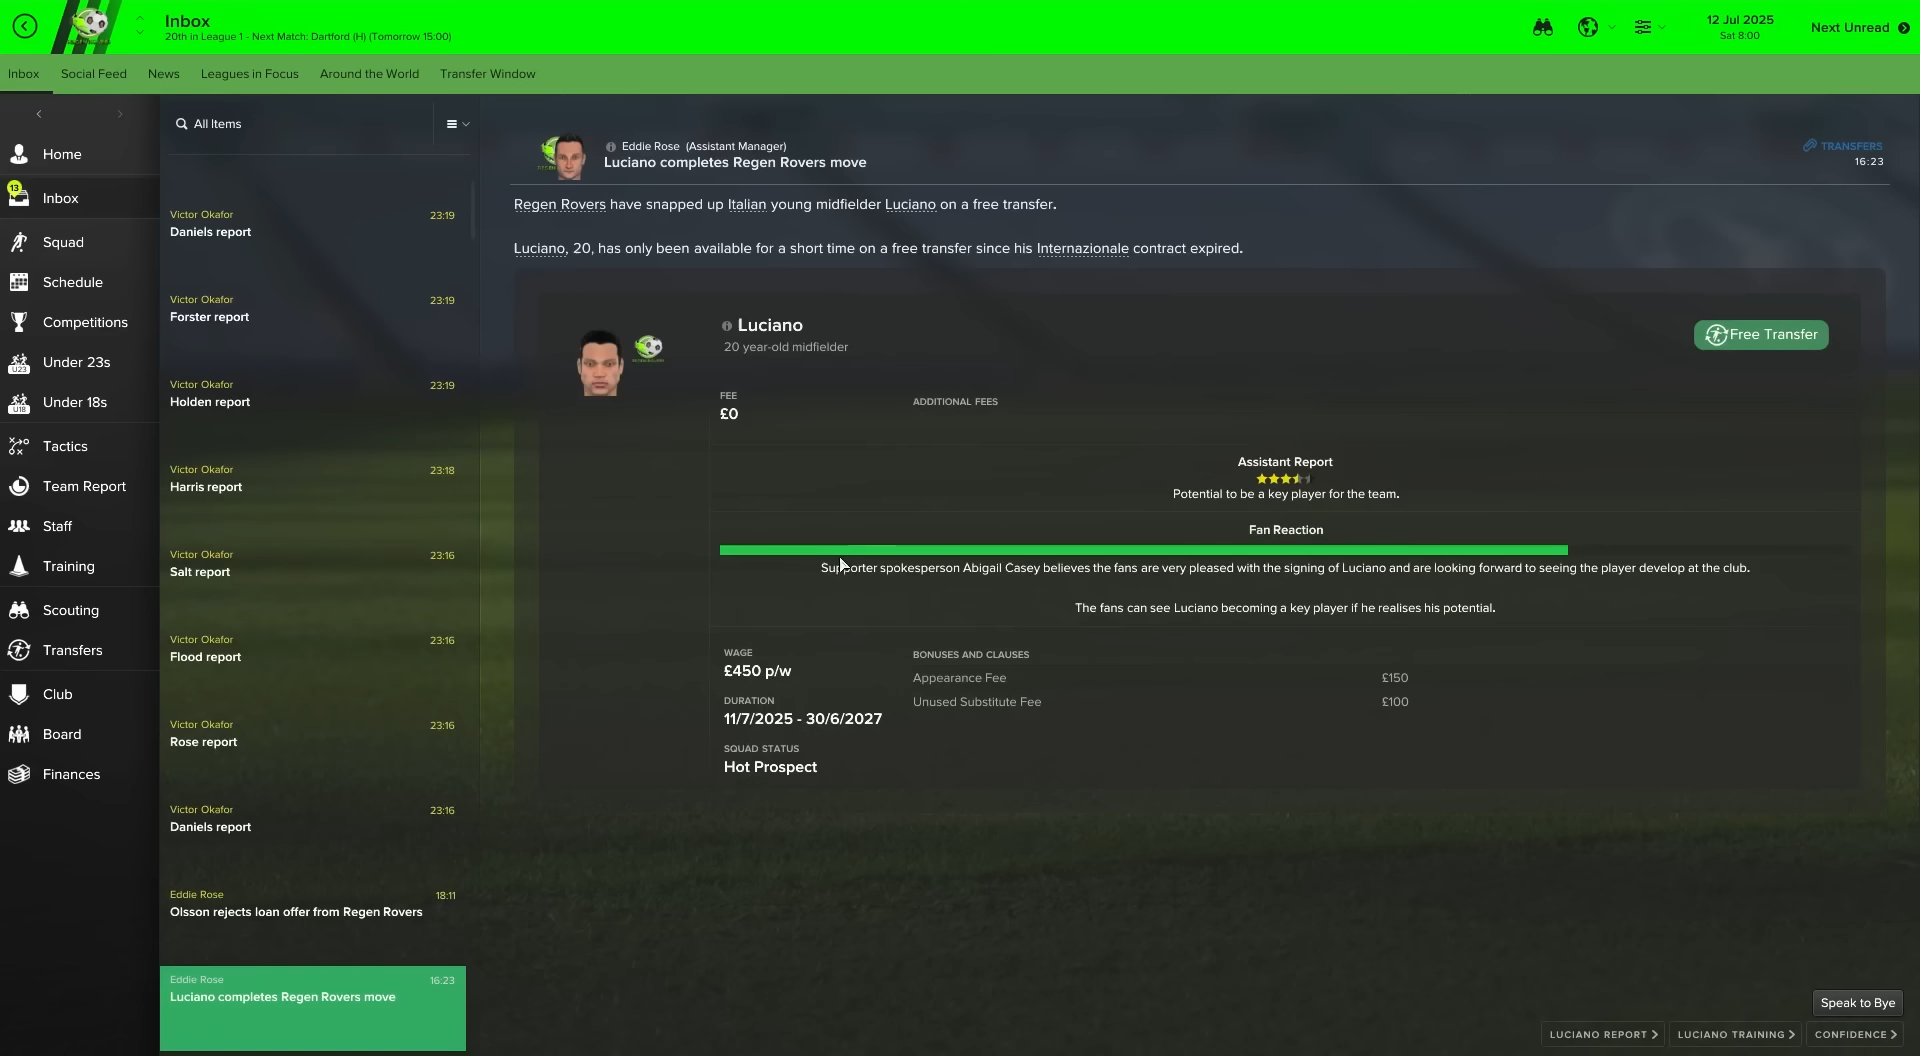 Inbox
20th in League 1 - Next Match: Dartford (H) (Tomorrow 15:00)
12 Jul 2025
Sat 8:00
Next Unread
Inbox
Social Feed
News
Leagues in Focus
Around the World
Transfer Window
Home
13
Inbox
Squad
Schedule
Competitions
U23
Under 23s
U18
Under 18s
Tactics
Team Report
Staff
Training
Scouting
Transfers
Club
Board
Finances
All Items
Victor Okafor 23:19
Daniels report
Victor Okafor 23:19
Forster report
Victor Okafor 23:19
Holden report
Victor Okafor 23:18
Harris report
Victor Okafor 23:16
Salt report
Victor Okafor 23:16
Flood report
Victor Okafor 23:16
Rose report
Victor Okafor 23:16
Daniels report
Eddie Rose 18:11
Olsson rejects loan offer from Regen Rovers
Eddie Rose 16:23
Luciano completes Regen Rovers move
Eddie Rose (Assistant Manager)
Luciano completes Regen Rovers move
TRANSFERS
16:23
Regen Rovers have snapped up Italian young midfielder Luciano on a free transfer.
Luciano, 20, has only been available for a short time on a free transfer since his Internazionale contract expired.
Luciano
20 year-old midfielder
Free Transfer
FEE
£0
ADDITIONAL FEES
Assistant Report
Potential to be a key player for the team.
Fan Reaction
Supporter spokesperson Abigail Casey believes the fans are very pleased with the signing of Luciano and are looking forward to seeing the player develop at the club.
The fans can see Luciano becoming a key player if he realises his potential.
WAGE
£450 p/w
DURATION
11/7/2025 - 30/6/2027
SQUAD STATUS
Hot Prospect
BONUSES AND CLAUSES
Appearance Fee £150
Unused Substitute Fee £100
Speak to Bye
LUCIANO REPORT
LUCIANO TRAINING
CONFIDENCE